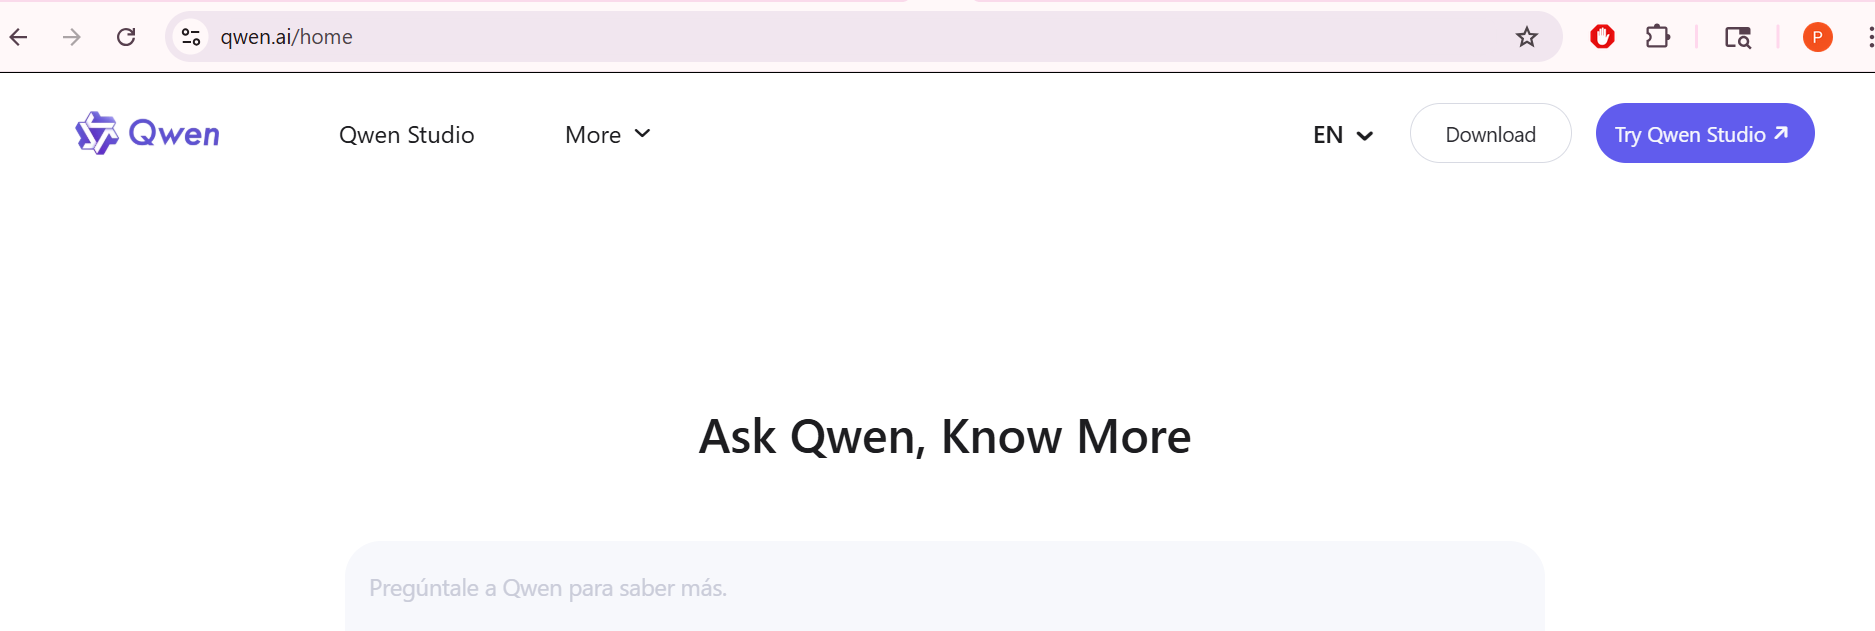 qwen.ai/home
P
Qwen
Qwen Studio
More
EN
Download
Try Qwen Studio
Ask Qwen, Know More
Pregúntale a Qwen para saber más.